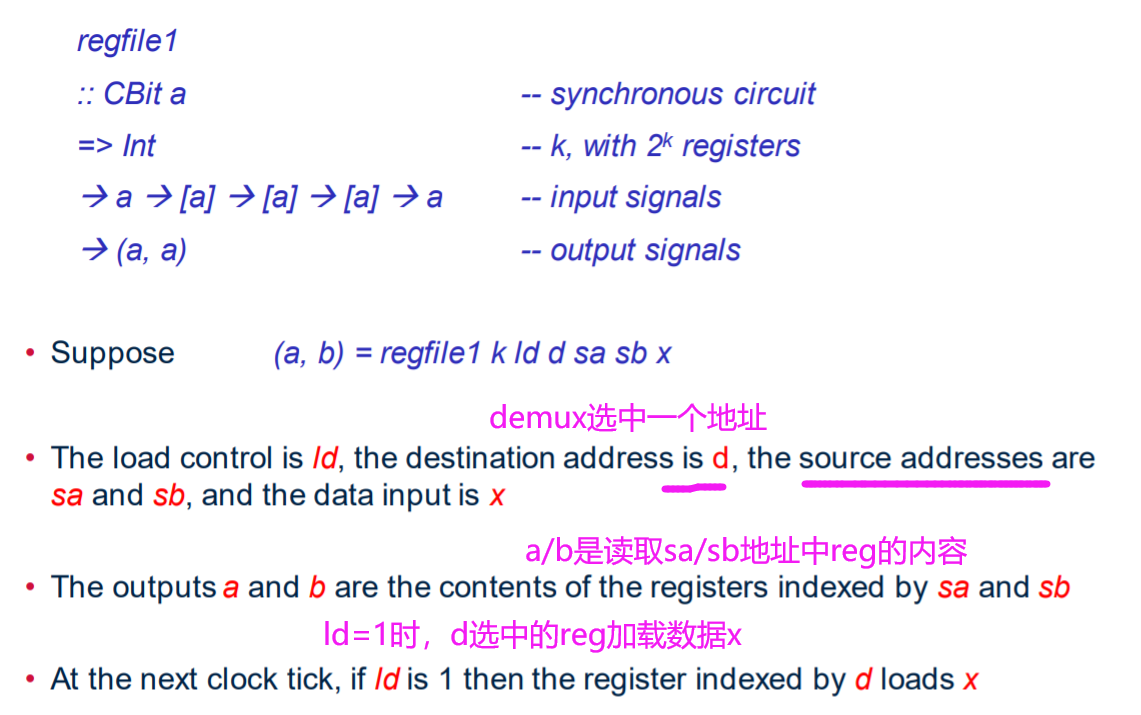 regfile1
:: CBit a -- synchronous circuit
=> Int -- k, with 2ᵏ registers
→ a → [a] → [a] → [a] → a -- input signals
→ (a, a) -- output signals
• Suppose (a, b) = regfile1 k ld d sa sb x
demux选中一个地址
• The load control is ld, the destination address is d, the source addresses are
sa and sb, and the data input is x
a/b是读取sa/sb地址中reg的内容
• The outputs a and b are the contents of the registers indexed by sa and sb
ld=1时，d选中的reg加载数据x
• At the next clock tick, if ld is 1 then the register indexed by d loads x